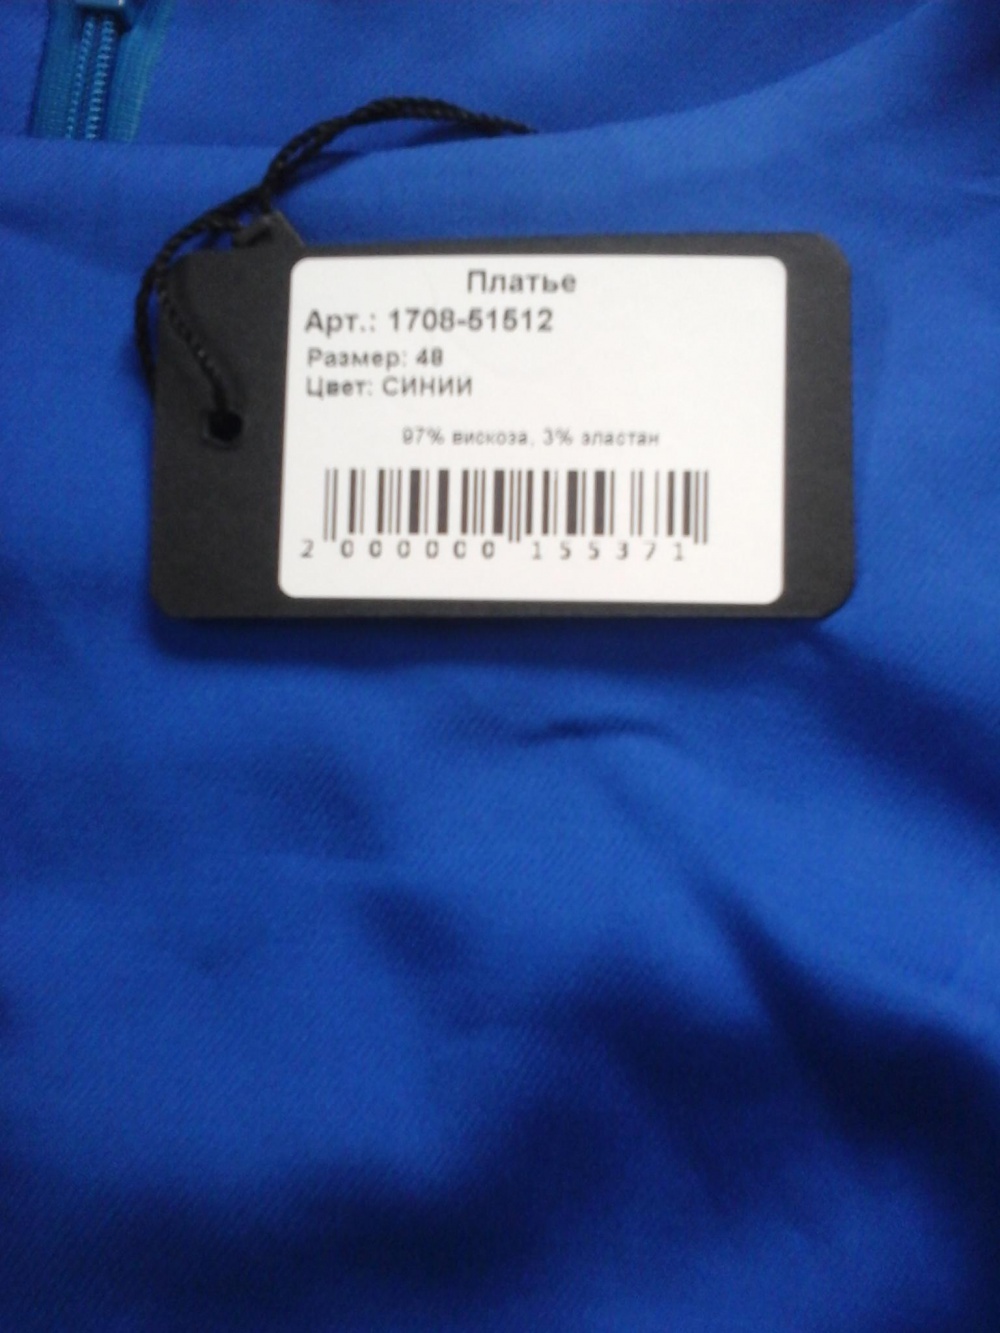 Платье
Арт.: 1708-51512
Размер: 48
Цвет: СИНИЙ
97% вискоза, 3% эластан
2 000000 155371